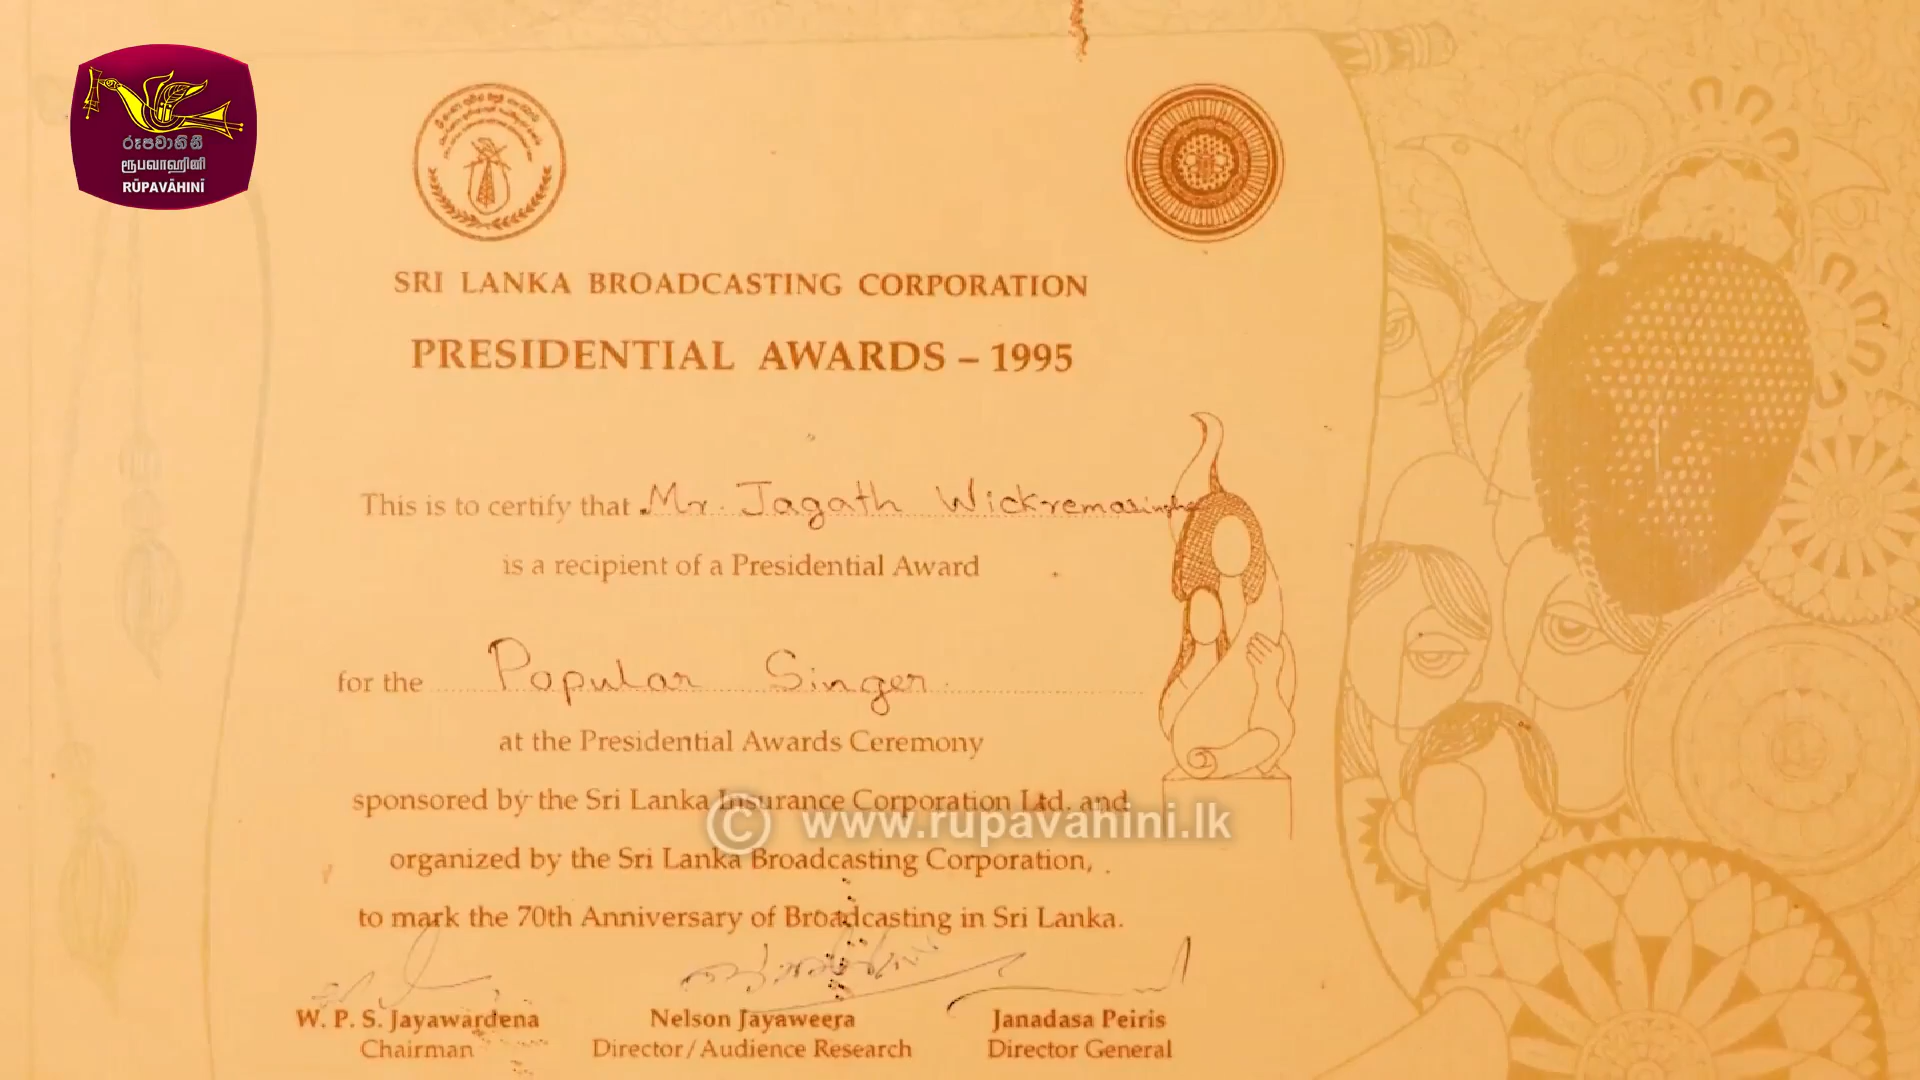 රූපවාහිනී
ரூபவாஹினி
RŪPAVĀHINĪ
SRI LANKA BROADCASTING CORPORATION
PRESIDENTIAL AWARDS – 1995
This is to certify that Mr. Jagath Wickremasinghe
is a recipient of a Presidential Award
for the Popular Singer
at the Presidential Awards Ceremony
sponsored by the Sri Lanka Insurance Corporation Ltd. and
© www.rupavahini.lk
organized by the Sri Lanka Broadcasting Corporation,
to mark the 70th Anniversary of Broadcasting in Sri Lanka.
W. P. S. Jayawardena Nelson Jayaweera Janadasa Peiris
Chairman Director/Audience Research Director General